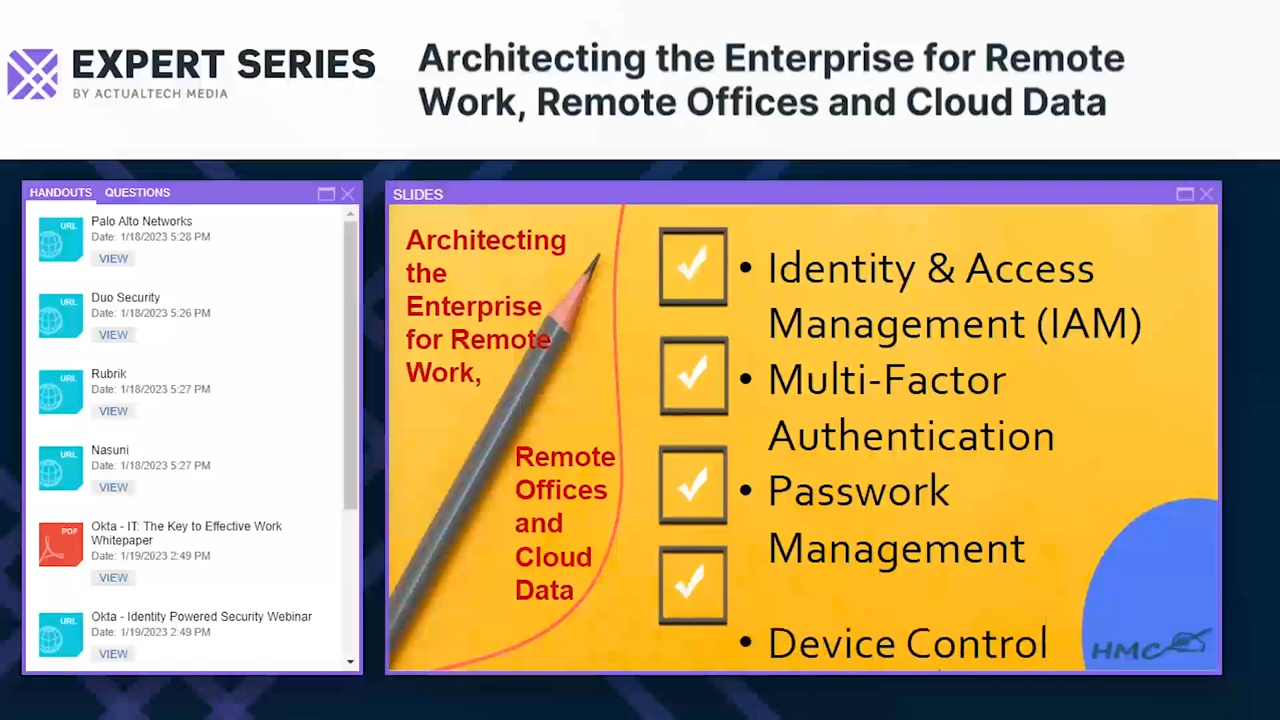 EXPERT SERIES
BY ACTUALTECH MEDIA
Architecting the Enterprise for Remote
Work, Remote Offices and Cloud Data
HANDOUTS QUESTIONS
URL
Palo Alto Networks
Date: 1/18/2023 5:28 PM
VIEW
URL
Duo Security
Date: 1/18/2023 5:26 PM
VIEW
URL
Rubrik
Date: 1/18/2023 5:27 PM
VIEW
URL
Nasuni
Date: 1/18/2023 5:27 PM
VIEW
PDF
Okta - IT: The Key to Effective Work
Whitepaper
Date: 1/19/2023 2:49 PM
VIEW
URL
Okta - Identity Powered Security Webinar
Date: 1/19/2023 2:49 PM
VIEW
SLIDES
Architecting
the
Enterprise
for Remote
Work,
Remote
Offices
and
Cloud
Data
• Identity & Access
Management (IAM)
• Multi-Factor
Authentication
• Passwork
Management
• Device Control
HMC